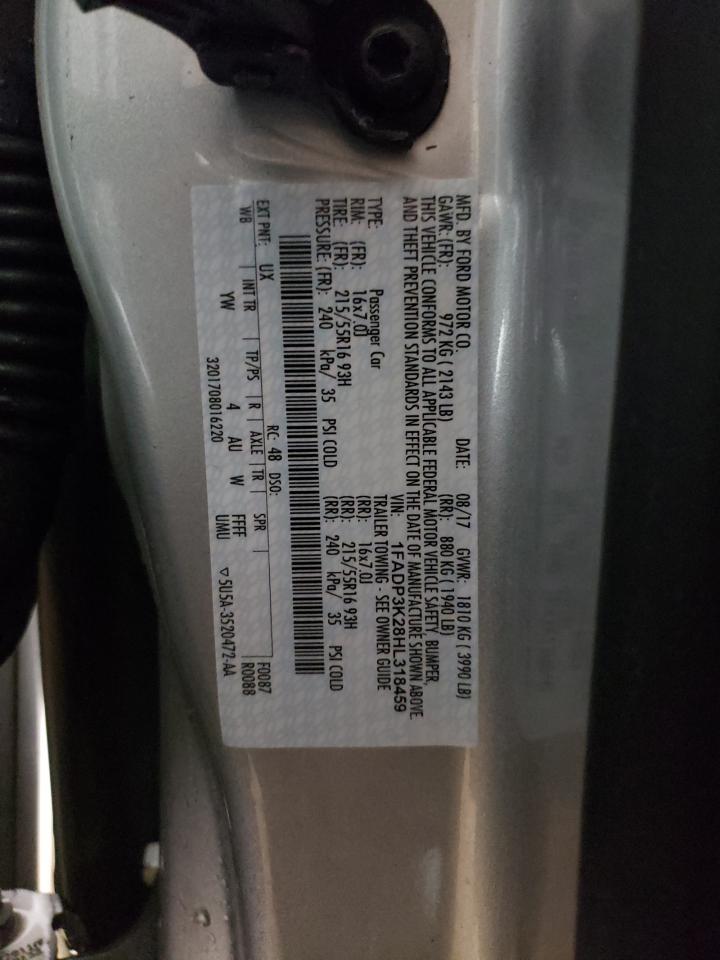 MFD. BY FORD MOTOR CO.
DATE: 08/17 GVWR: 1810 KG ( 3990 LB)
GAWR: (FR): 972 KG ( 2143 LB) (RR): 880 KG ( 1940 LB)
THIS VEHICLE CONFORMS TO ALL APPLICABLE FEDERAL MOTOR VEHICLE SAFETY, BUMPER,
AND THEFT PREVENTION STANDARDS IN EFFECT ON THE DATE OF MANUFACTURE SHOWN ABOVE.
VIN: 1FADP3K28HL318459
TYPE: Passenger Car TRAILER TOWING - SEE OWNER GUIDE
RIM: (FR): 16x7.0J (RR): 16x7.0J
TIRE: (FR): 215/55R16 93H (RR): 215/55R16 93H
PRESSURE: (FR): 240 kPa/ 35 PSI COLD (RR): 240 kPa/ 35 PSI COLD
EXT PNT: UX RC: 48 DSO: F0087
WB INT TR TP/PS R AXLE TR SPR R0088
YW 4 AU W FFFF UMU
3201708016220 ▽5U5A-3520472-AA